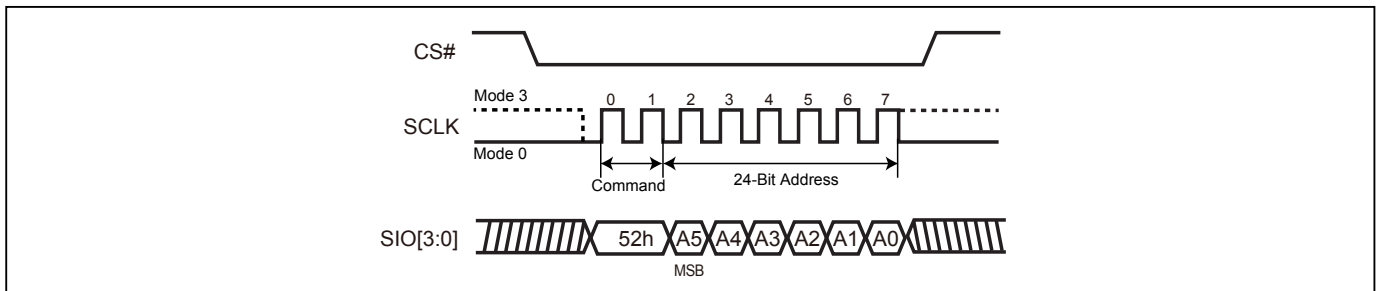 CS#
Mode 3
0 1 2 3 4 5 6 7
SCLK
Mode 0
Command
24-Bit Address
SIO[3:0]
52h A5 A4 A3 A2 A1 A0
MSB